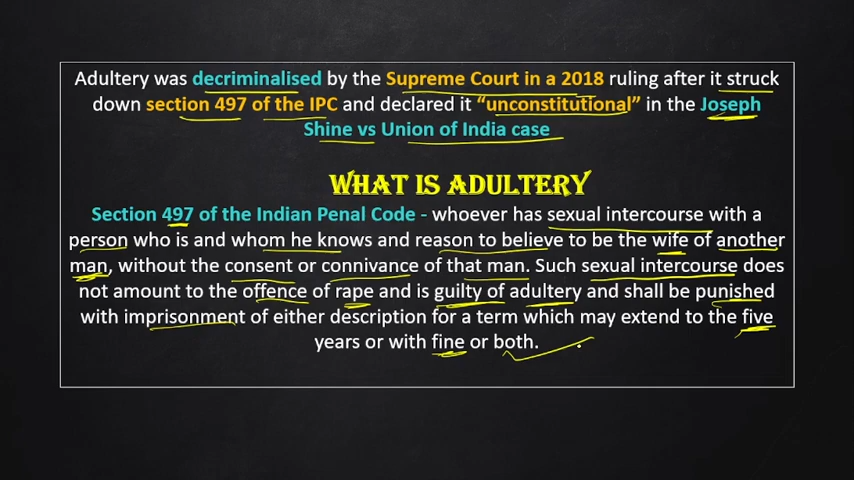 Adultery was decriminalised by the Supreme Court in a 2018 ruling after it struck
down section 497 of the IPC and declared it “unconstitutional” in the Joseph
Shine vs Union of India case
WHAT IS ADULTERY
Section 497 of the Indian Penal Code - whoever has sexual intercourse with a
person who is and whom he knows and reason to believe to be the wife of another
man, without the consent or connivance of that man. Such sexual intercourse does
not amount to the offence of rape and is guilty of adultery and shall be punished
with imprisonment of either description for a term which may extend to the five
years or with fine or both.